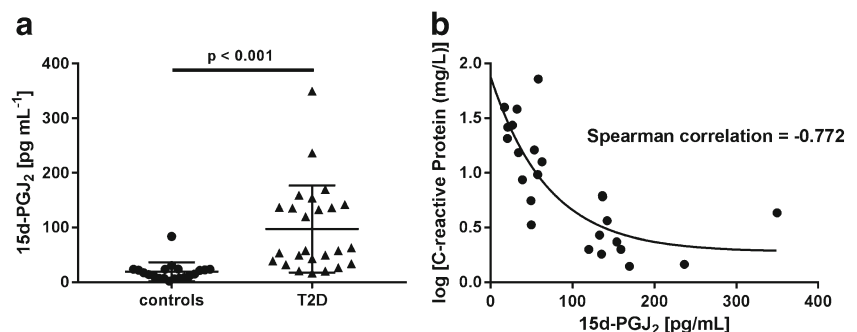 a
p < 0.001
15d-PGJ₂ [pg mL⁻¹]
400
300
200
100
0
controls
T2D
b
log [C-reactive Protein (mg/L)]
2.0
1.5
1.0
0.5
0.0
Spearman correlation = -0.772
0
100
200
300
400
15d-PGJ₂ [pg/mL]